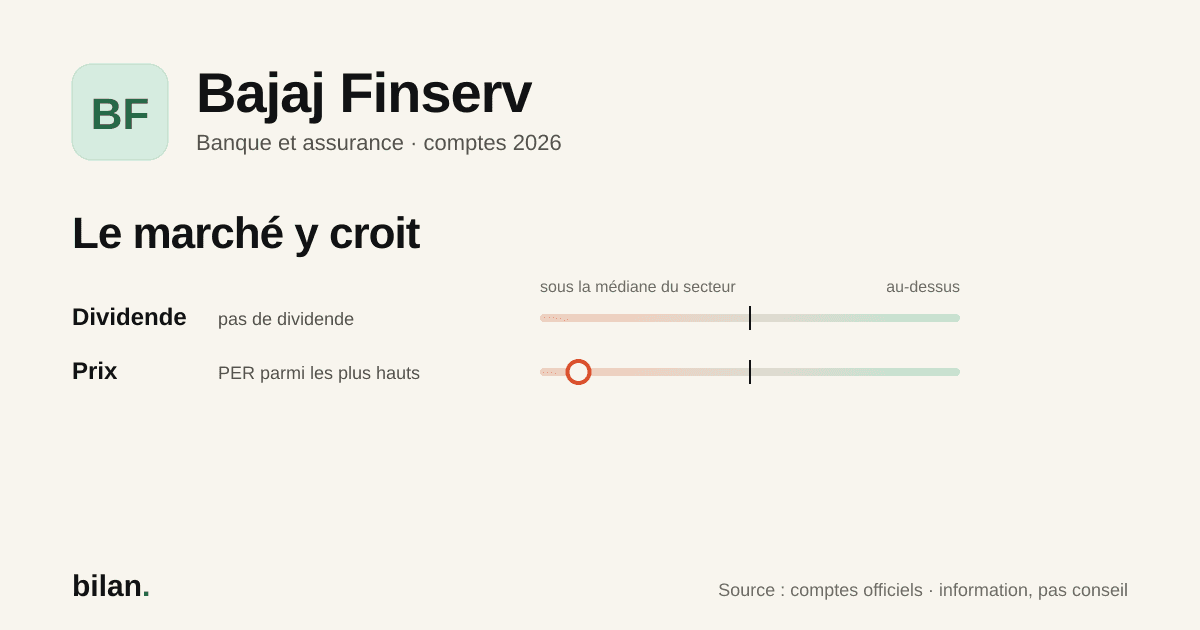 BF
Bajaj Finserv
Banque et assurance · comptes 2026
Le marché y croit
sous la médiane du secteur
au-dessus
Dividende
pas de dividende
Prix
PER parmi les plus hauts
bilan.
Source : comptes officiels · information, pas conseil